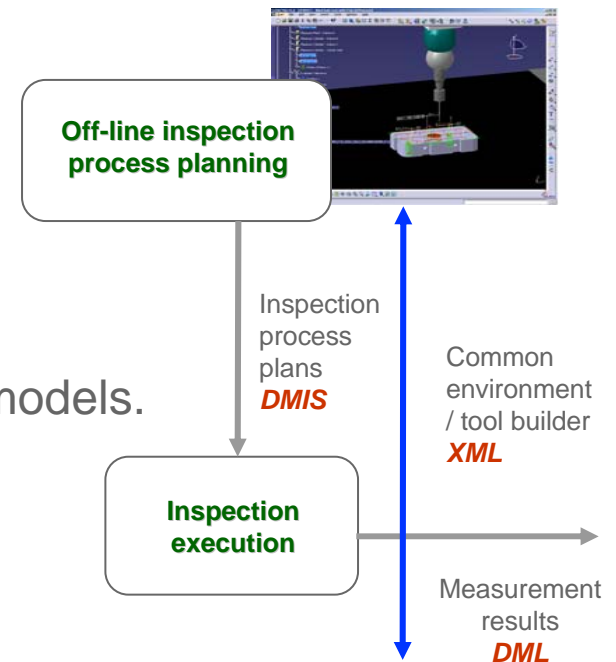 Off-line inspection
process planning
Inspection
process
plans
DMIS
models.
Common
environment
/ tool builder
XML
Inspection
execution
Measurement
results
DML